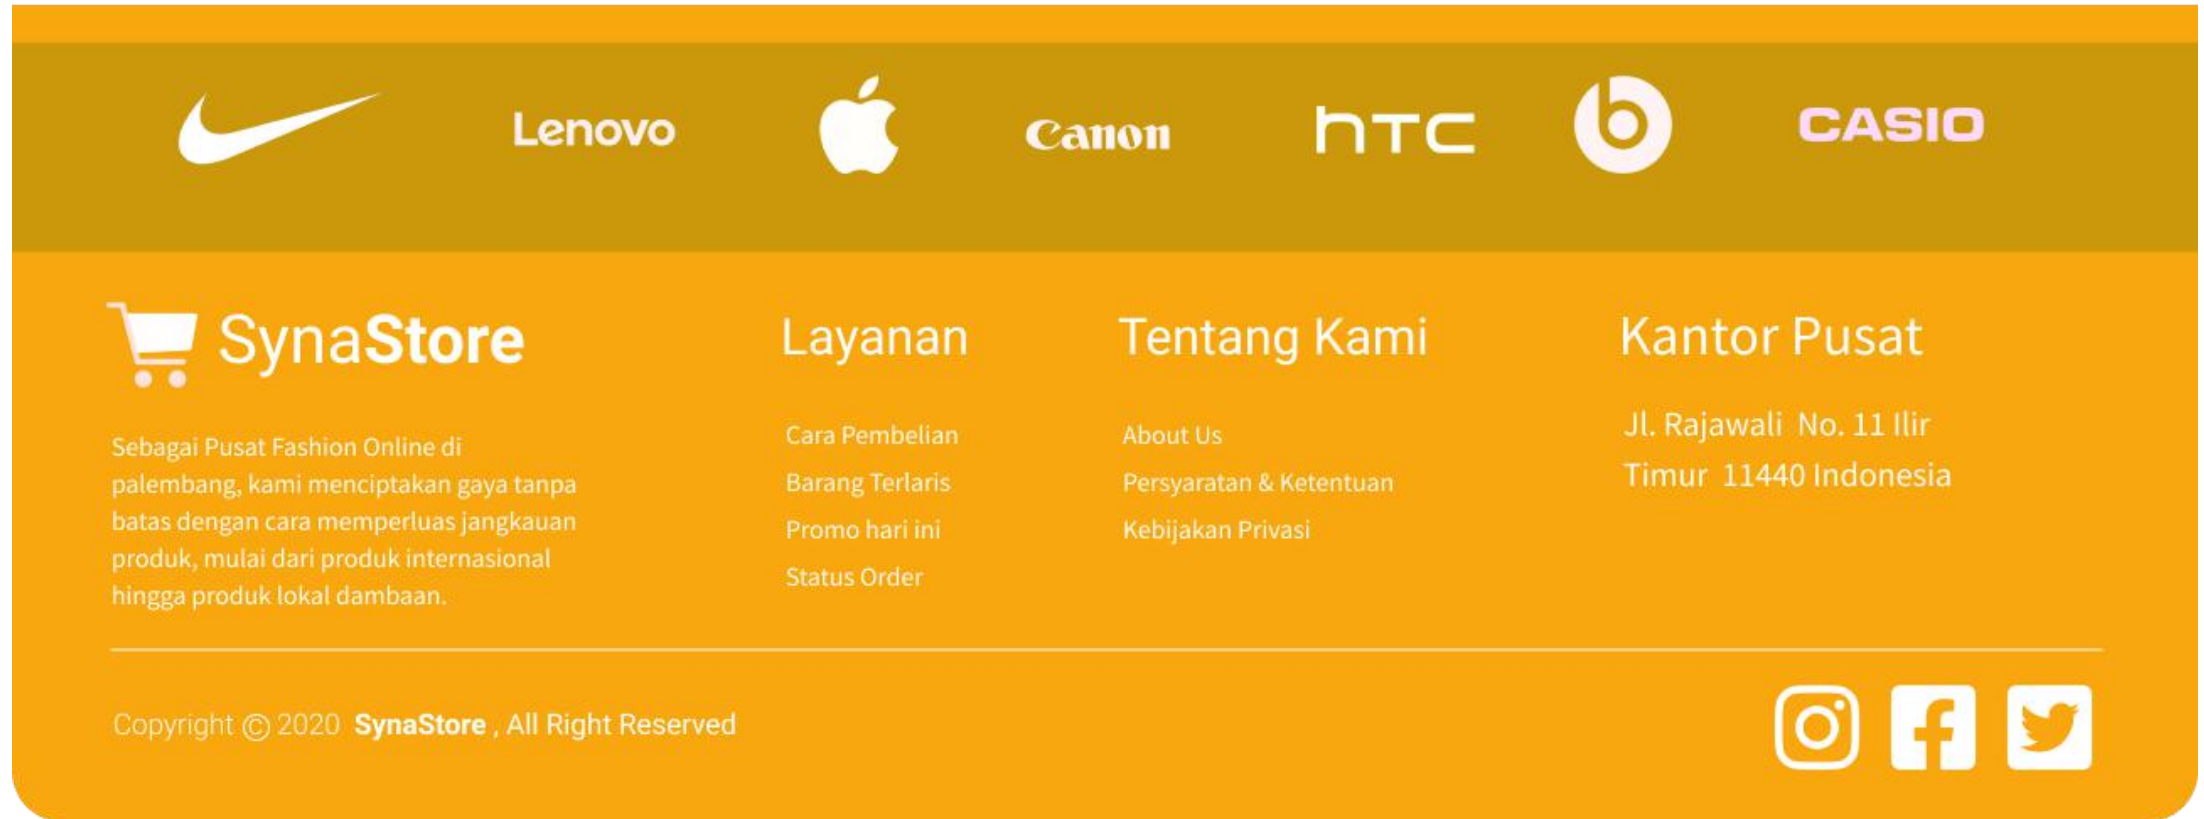 Lenovo
Canon
hTC
b
CASIO
SynaStore
Sebagai Pusat Fashion Online di
palembang, kami menciptakan gaya tanpa
batas dengan cara memperluas jangkauan
produk, mulai dari produk internasional
hingga produk lokal dambaan.
Layanan
Cara Pembelian
Barang Terlaris
Promo hari ini
Status Order
Tentang Kami
About Us
Persyaratan & Ketentuan
Kebijakan Privasi
Kantor Pusat
Jl. Rajawali No. 11 Ilir
Timur 11440 Indonesia
Copyright © 2020 SynaStore , All Right Reserved